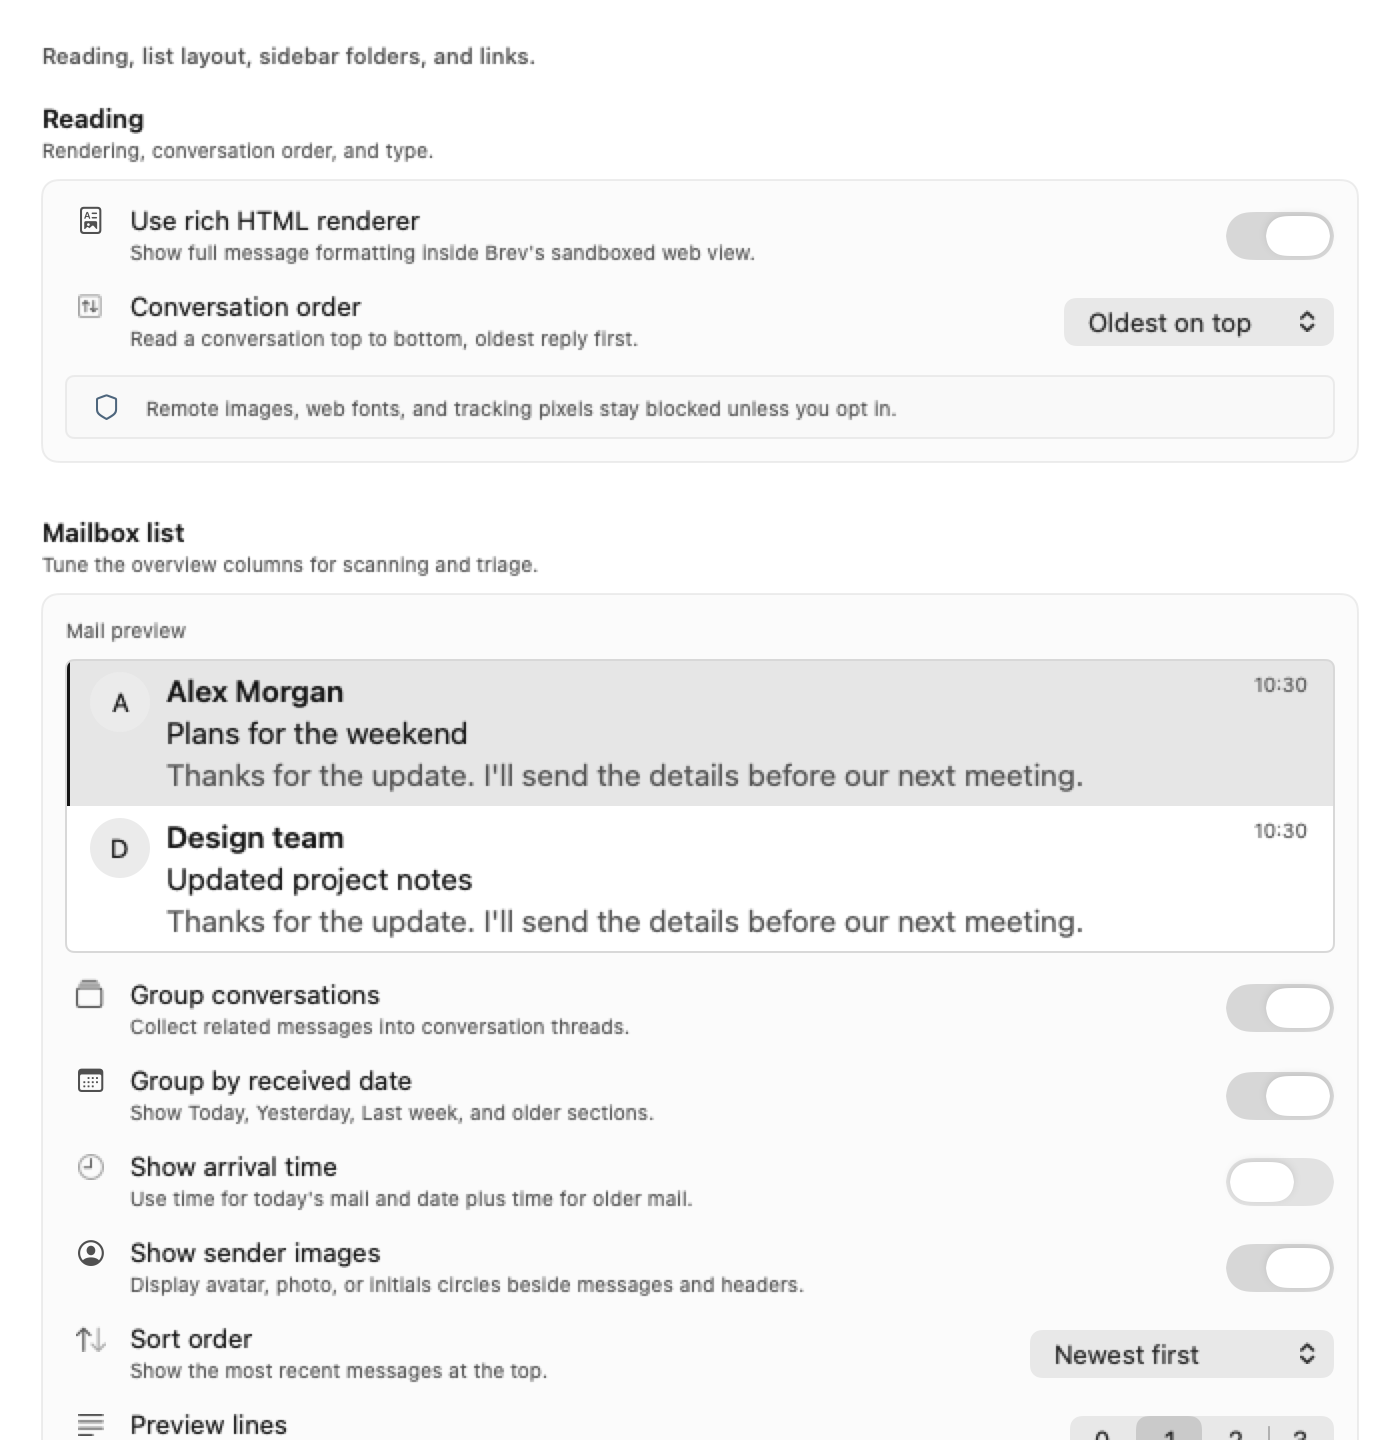 Reading, list layout, sidebar folders, and links.
Reading
Rendering, conversation order, and type.
Use rich HTML renderer
Show full message formatting inside Brev's sandboxed web view.
Conversation order
Oldest on top
Read a conversation top to bottom, oldest reply first.
Remote images, web fonts, and tracking pixels stay blocked unless you opt in.
Mailbox list
Tune the overview columns for scanning and triage.
Mail preview
A
Alex Morgan
10:30
Plans for the weekend
Thanks for the update. I'll send the details before our next meeting.
D
Design team
10:30
Updated project notes
Thanks for the update. I'll send the details before our next meeting.
Group conversations
Collect related messages into conversation threads.
Group by received date
Show Today, Yesterday, Last week, and older sections.
Show arrival time
Use time for today's mail and date plus time for older mail.
Show sender images
Display avatar, photo, or initials circles beside messages and headers.
Sort order
Newest first
Show the most recent messages at the top.
Preview lines
0 1 2 3